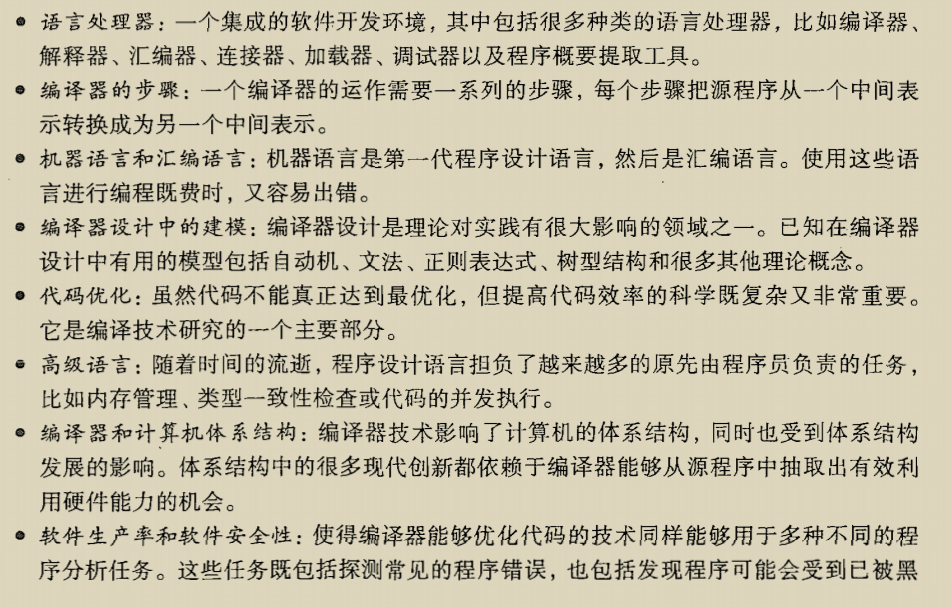 • 语言处理器：一个集成的软件开发环境，其中包括很多种类的语言处理器，比如编译器、
解释器、汇编器、连接器、加载器、调试器以及程序概要提取工具。
• 编译器的步骤：一个编译器的运作需要一系列的步骤，每个步骤把源程序从一个中间表
示转换成为另一个中间表示。
• 机器语言和汇编语言：机器语言是第一代程序设计语言，然后是汇编语言。使用这些语
言进行编程既费时，又容易出错。
• 编译器设计中的建模：编译器设计是理论对实践有很大影响的领域之一。已知在编译器
设计中有用的模型包括自动机、文法、正则表达式、树型结构和很多其他理论概念。
• 代码优化：虽然代码不能真正达到最优化，但提高代码效率的科学既复杂又非常重要。
它是编译技术研究的一个主要部分。
• 高级语言：随着时间的流逝，程序设计语言担负了越来越多的原先由程序员负责的任务，
比如内存管理、类型一致性检查或代码的并发执行。
• 编译器和计算机体系结构：编译器技术影响了计算机的体系结构，同时也受到体系结构
发展的影响。体系结构中的很多现代创新都依赖于编译器能够从源程序中抽取出有效利
用硬件能力的机会。
• 软件生产率和软件安全性：使得编译器能够优化代码的技术同样能够用于多种不同的程
序分析任务。这些任务既包括探测常见的程序错误，也包括发现程序可能会受到已被黑